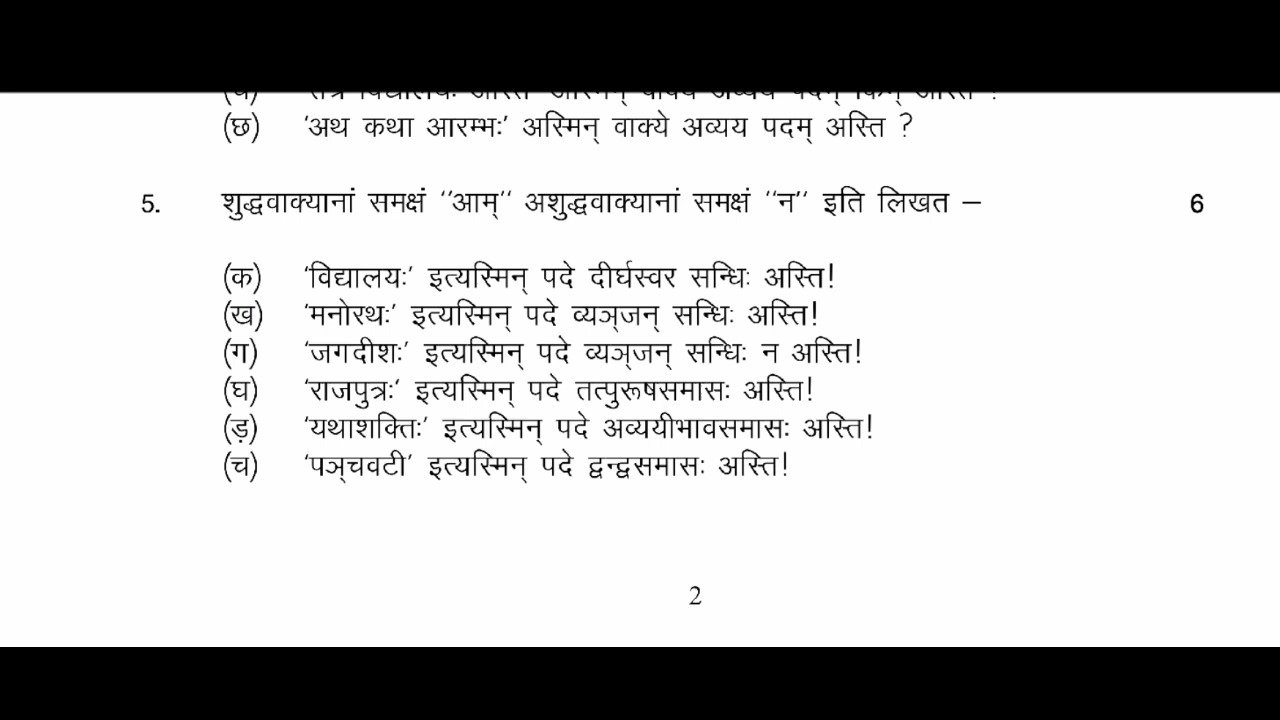 (छ) 'अथ कथा आरम्भः' अस्मिन् वाक्ये अव्यय पदम् अस्ति ?
5. शुद्धवाक्यानां समक्षं ''आम्'' अशुद्धवाक्यानां समक्षं ''न'' इति लिखत – 6
(क) 'विद्यालयः' इत्यस्मिन् पदे दीर्घस्वर सन्धिः अस्ति!
(ख) 'मनोरथः' इत्यस्मिन् पदे व्यञ्जन् सन्धिः अस्ति!
(ग) 'जगदीशः' इत्यस्मिन् पदे व्यञ्जन् सन्धिः न अस्ति!
(घ) 'राजपुत्रः' इत्यस्मिन् पदे तत्पुरूषसमासः अस्ति!
(ड़) 'यथाशक्तिः' इत्यस्मिन् पदे अव्ययीभावसमासः अस्ति!
(च) 'पञ्चवटी' इत्यस्मिन् पदे द्वन्द्वसमासः अस्ति!
2